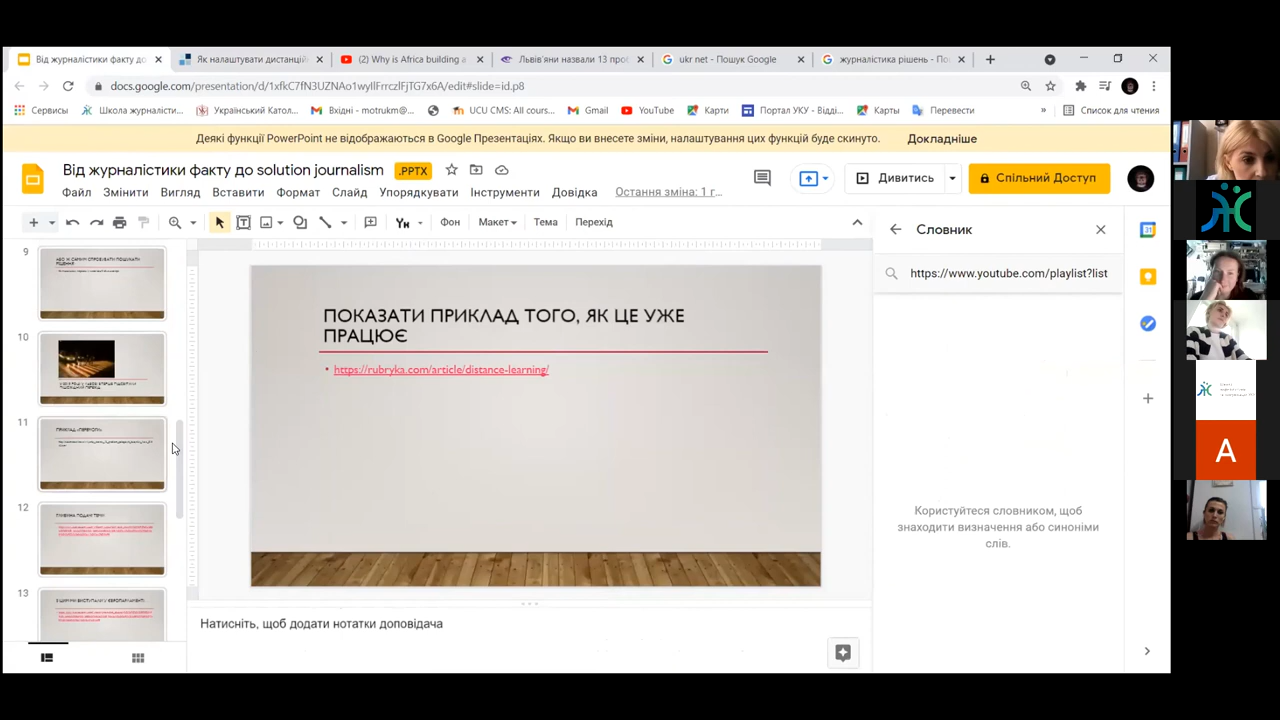 Від журналістики факту до
Як налаштувати дистанцій
(2) Why is Africa building a
Львів'яни назвали 13 про
ukr net - Пошук Google
журналістика рішень - По
docs.google.com/presentation/d/1xfkC7fN3UZNAo1wyllFrrczlFjTG7x6A/edit#slide=id.p8
Сервисы
Школа журналісти...
Український Католи...
Вхідні - motrukm@...
UCU CMS: All cours...
Gmail
YouTube
Карти
Портал УКУ - Відді...
Карты
Перевести
»
Список для чтения
Деякі функції PowerPoint не відображаються в Google Презентаціях. Якщо ви внесете зміни, налаштування цих функцій буде скинуто.
Докладніше
Від журналістики факту до solution journalism
.PPTX
Дивитись
Спільний Доступ
Файл
Змінити
Вигляд
Вставити
Формат
Слайд
Упорядкувати
Інструменти
Довідка
Остання зміна: 1 г...
Фон
Макет
Тема
Перехід
Словник
https://www.youtube.com/playlist?list
9
10
11
ПРИКЛАД «ПЕРЕМОГИ»
12
13
ПОКАЗАТИ ПРИКЛАД ТОГО, ЯК ЦЕ УЖЕ
ПРАЦЮЄ
• https://rubryka.com/article/distance-learning/
Користуйтеся словником, щоб
знаходити визначення або синоніми
слів.
Натисніть, щоб додати нотатки доповідача
A